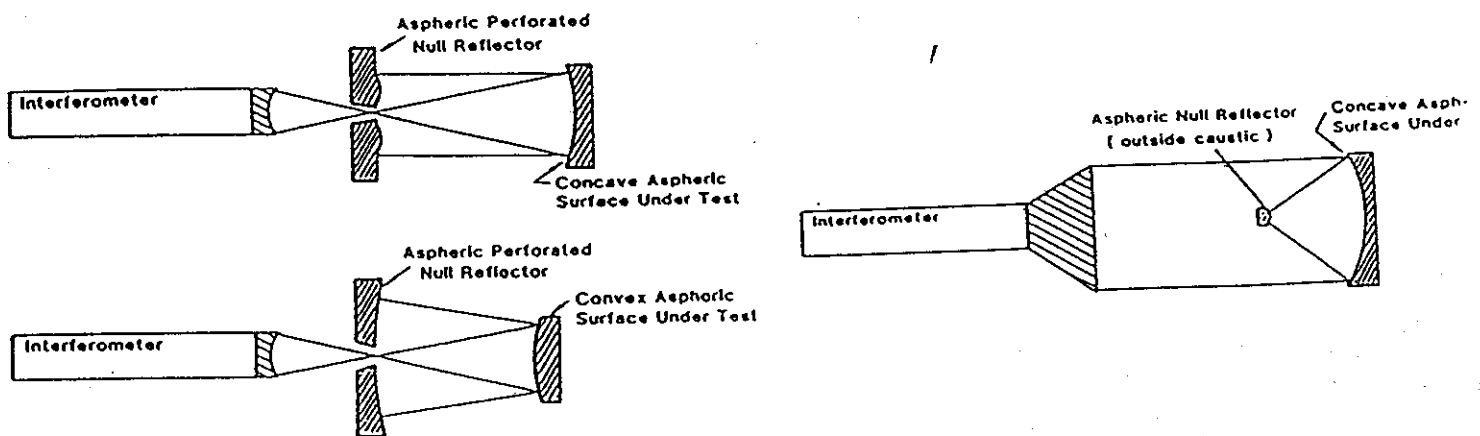 Aspheric Perforated
Null Reflector
Interferometer
Concave Aspheric
Surface Under Test
Aspheric Perforated
Null Reflector
Convex Aspheric
Surface Under Test
Interferometer
Aspheric Null Reflector
( outside caustic )
Concave Asph-
Surface Under
Interferometer